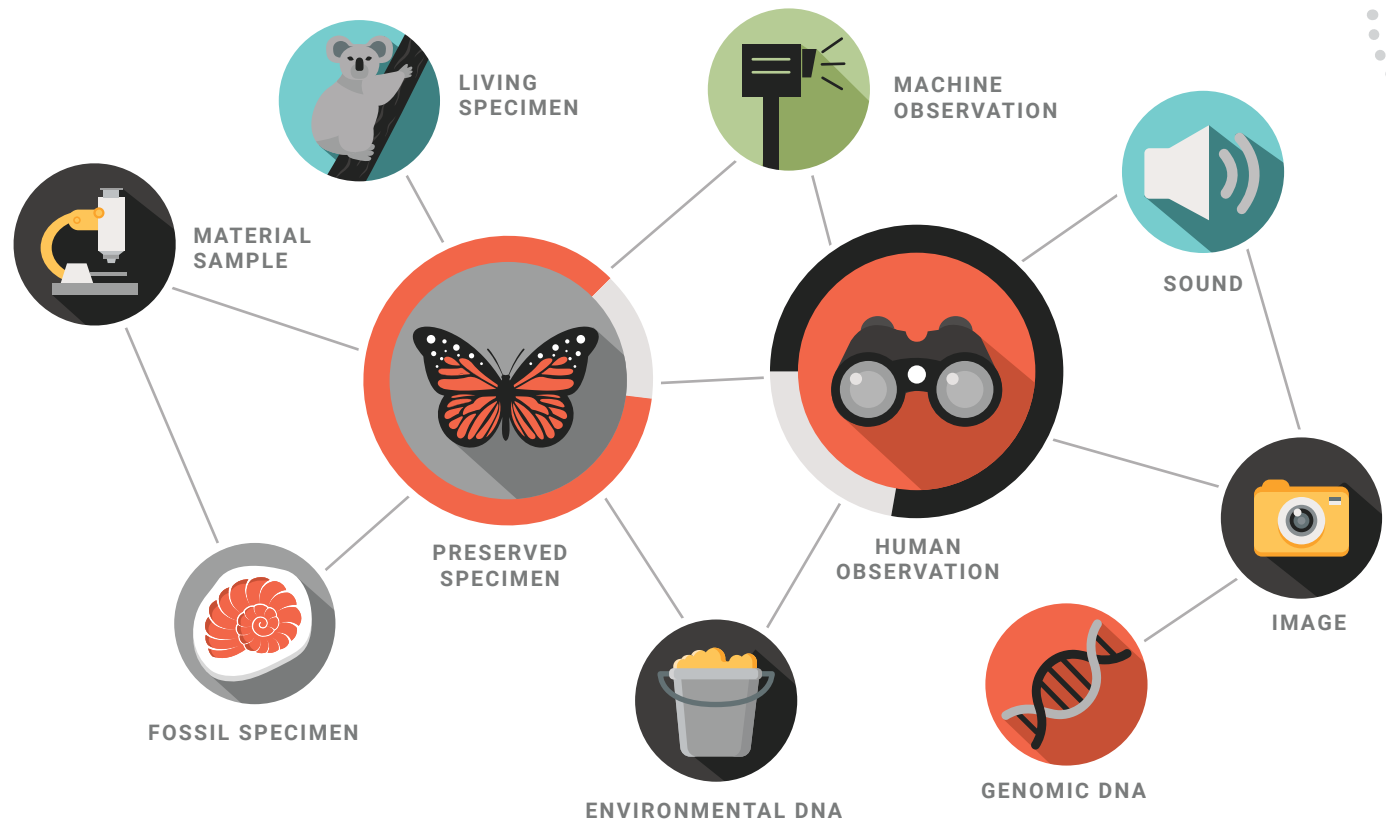 LIVING
SPECIMEN
MACHINE
OBSERVATION
MATERIAL
SAMPLE
SOUND
PRESERVED
SPECIMEN
HUMAN
OBSERVATION
IMAGE
FOSSIL SPECIMEN
GENOMIC DNA
ENVIRONMENTAL DNA